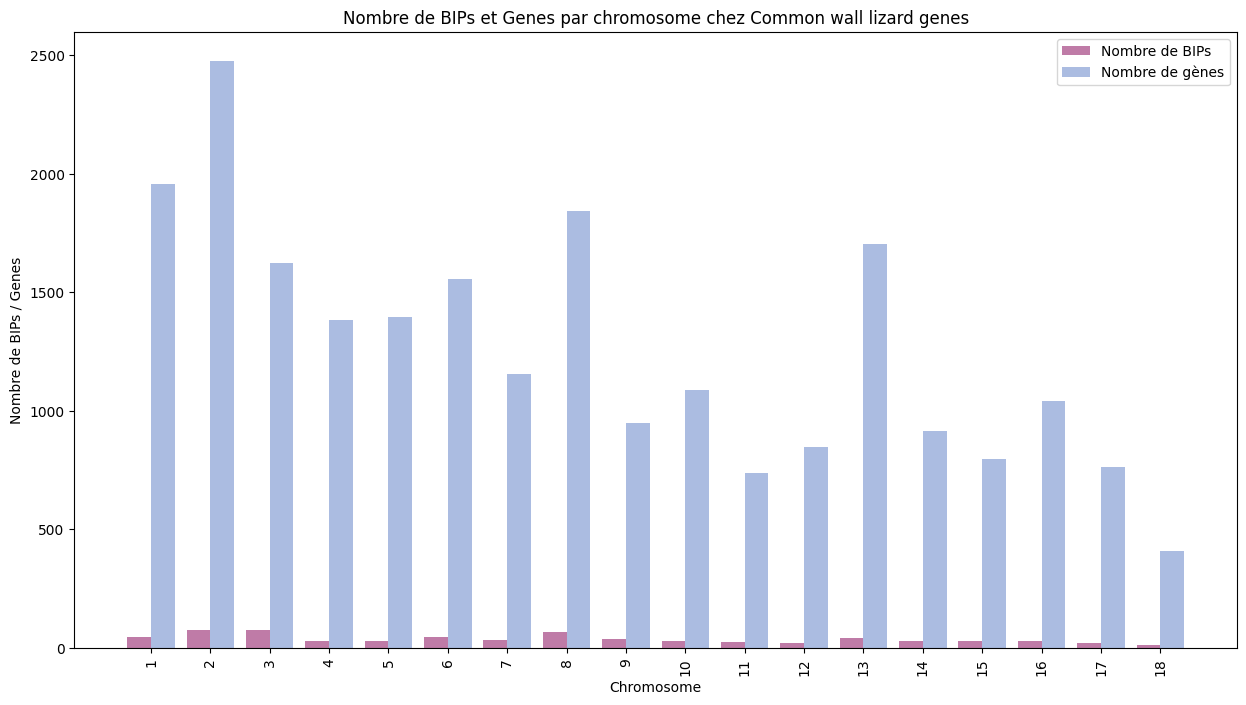 Nombre de BIPs et Genes par chromosome chez Common wall lizard genes
Nombre de BIPs
Nombre de gènes
Nombre de BIPs / Genes
2500
2000
1500
1000
500
0
1 2 3 4 5 6 7 8 9 10 11 12 13 14 15 16 17 18
Chromosome